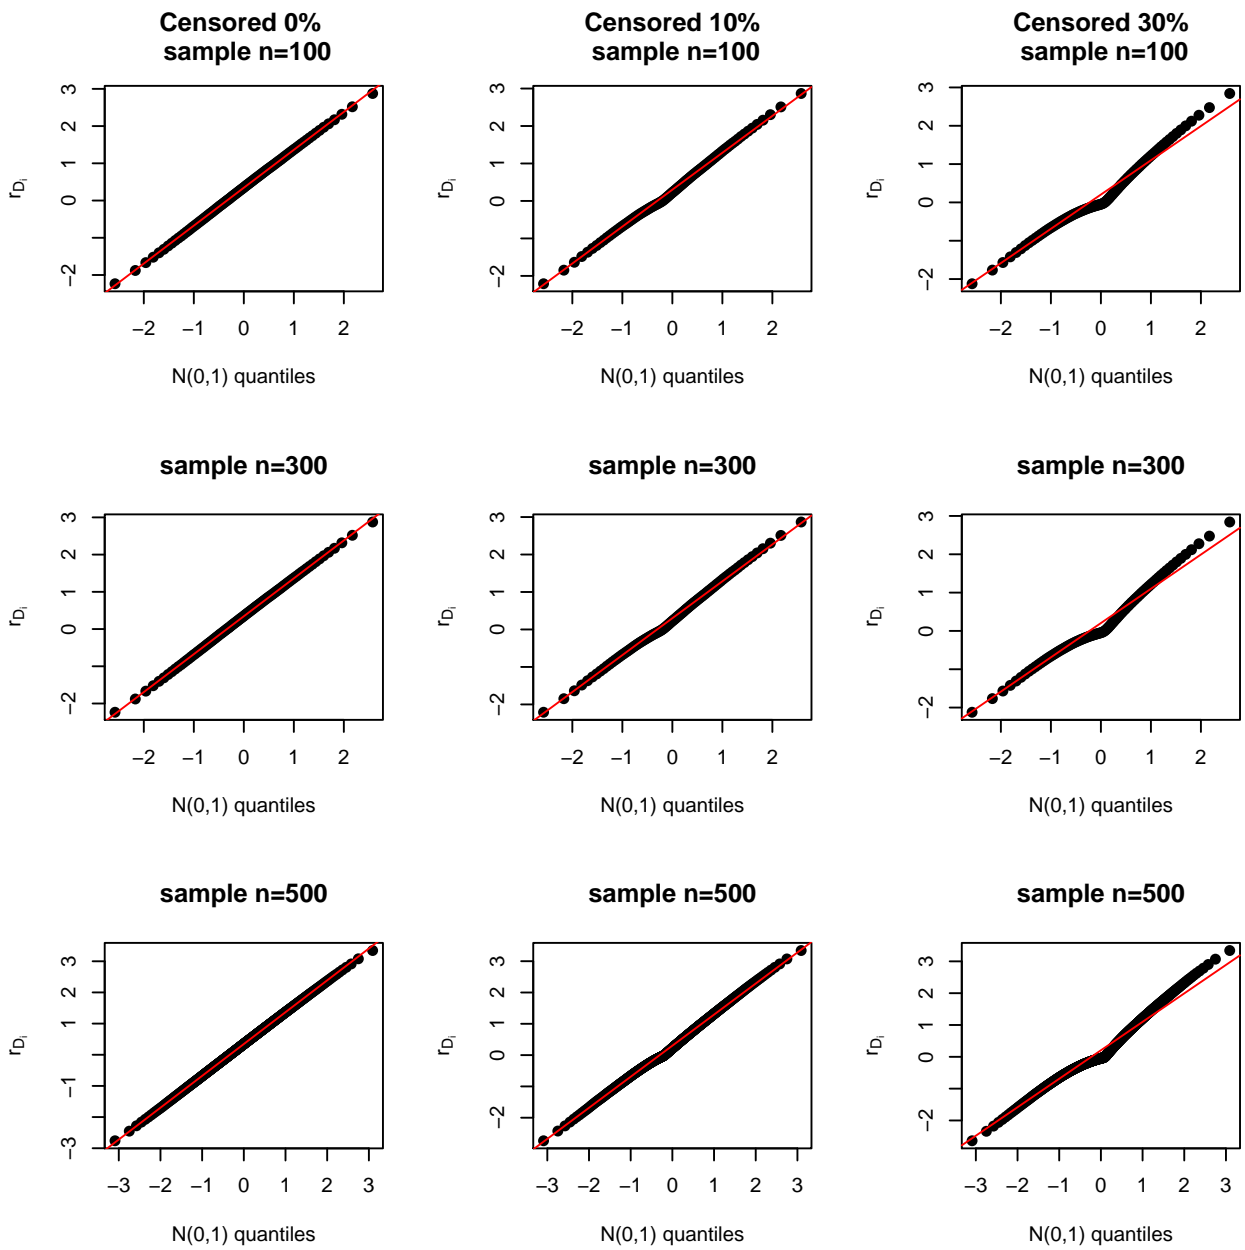 Censored 0%
sample n=100
r_{D_i}
3
2
1
0
−2
−2 −1 0 1 2
N(0,1) quantiles
Censored 10%
sample n=100
r_{D_i}
3
2
1
0
−2
−2 −1 0 1 2
N(0,1) quantiles
Censored 30%
sample n=100
r_{D_i}
3
2
1
0
−2
−2 −1 0 1 2
N(0,1) quantiles
sample n=300
r_{D_i}
3
2
1
0
−2
−2 −1 0 1 2
N(0,1) quantiles
sample n=300
r_{D_i}
3
2
1
0
−2
−2 −1 0 1 2
N(0,1) quantiles
sample n=300
r_{D_i}
3
2
1
0
−2
−2 −1 0 1 2
N(0,1) quantiles
sample n=500
r_{D_i}
3
2
1
−1
−3
−3 −2 −1 0 1 2 3
N(0,1) quantiles
sample n=500
r_{D_i}
3
2
1
0
−2
−3 −2 −1 0 1 2 3
N(0,1) quantiles
sample n=500
r_{D_i}
3
2
1
0
−2
−3 −2 −1 0 1 2 3
N(0,1) quantiles